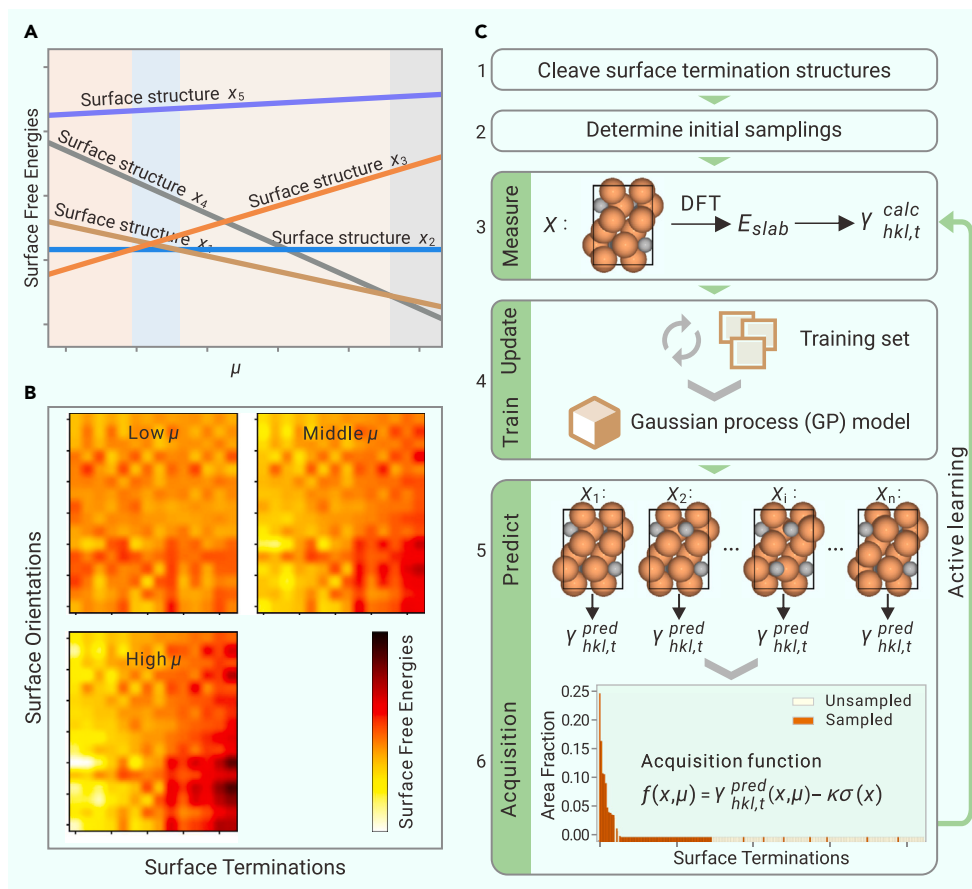 A
Surface Free Energies
Surface structure x5
Surface structure x4
Surface structure x3
Surface structure x
Surface structure x2
μ
B
Surface Orientations
Low μ
Middle μ
High μ
Surface Free Energies
Surface Terminations
C
1
Cleave surface termination structures
2
Determine initial samplings
3
Measure
X :
DFT
Eslab
γ calc hkl,t
4
Train Update
Training set
Gaussian process (GP) model
5
Predict
X1:
X2:
Xi :
Xn:
... ...
γ pred hkl,t
γ pred hkl,t
γ pred hkl,t
γ pred hkl,t
6
Acquisition
Area Fraction
0.25
0.20
0.15
0.10
0.05
0.00
Unsampled
Sampled
Acquisition function
f(x,μ) = γ pred hkl,t (x,μ) – κσ(x)
Surface Terminations
Active learning